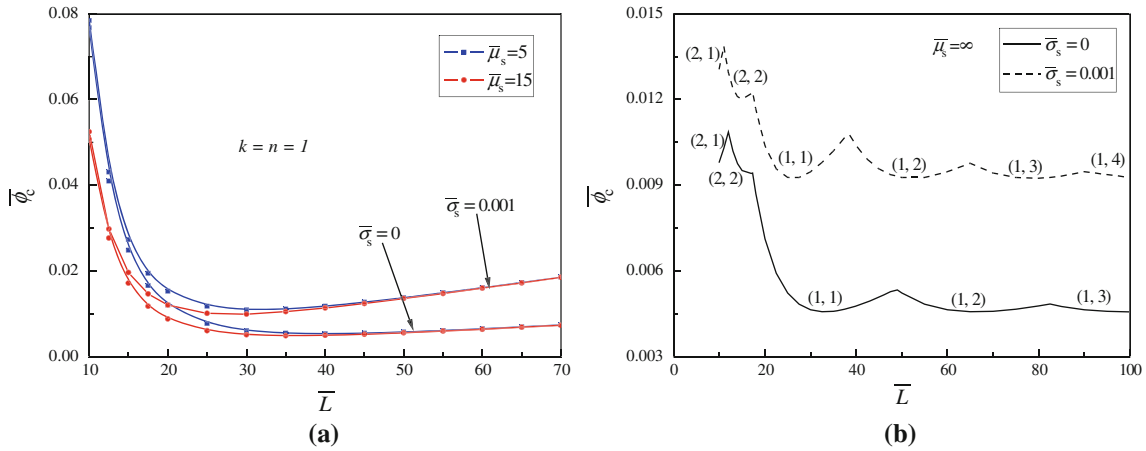 0.08
0.06
0.04
0.02
0.00
10 20 30 40 50 60 70
ϕ̅c
L̅
μ̅s=5
μ̅s=15
k = n = 1
σ̅s = 0.001
σ̅s = 0
(a)
0.015
0.012
0.009
0.006
0.003
0 20 40 60 80 100
ϕ̅c
L̅
μ̅s=∞
σ̅s = 0
σ̅s = 0.001
(2, 1)
(2, 2)
(1, 1)
(1, 2)
(1, 3)
(1, 4)
(2, 1)
(2, 2)
(1, 1)
(1, 2)
(1, 3)
(b)